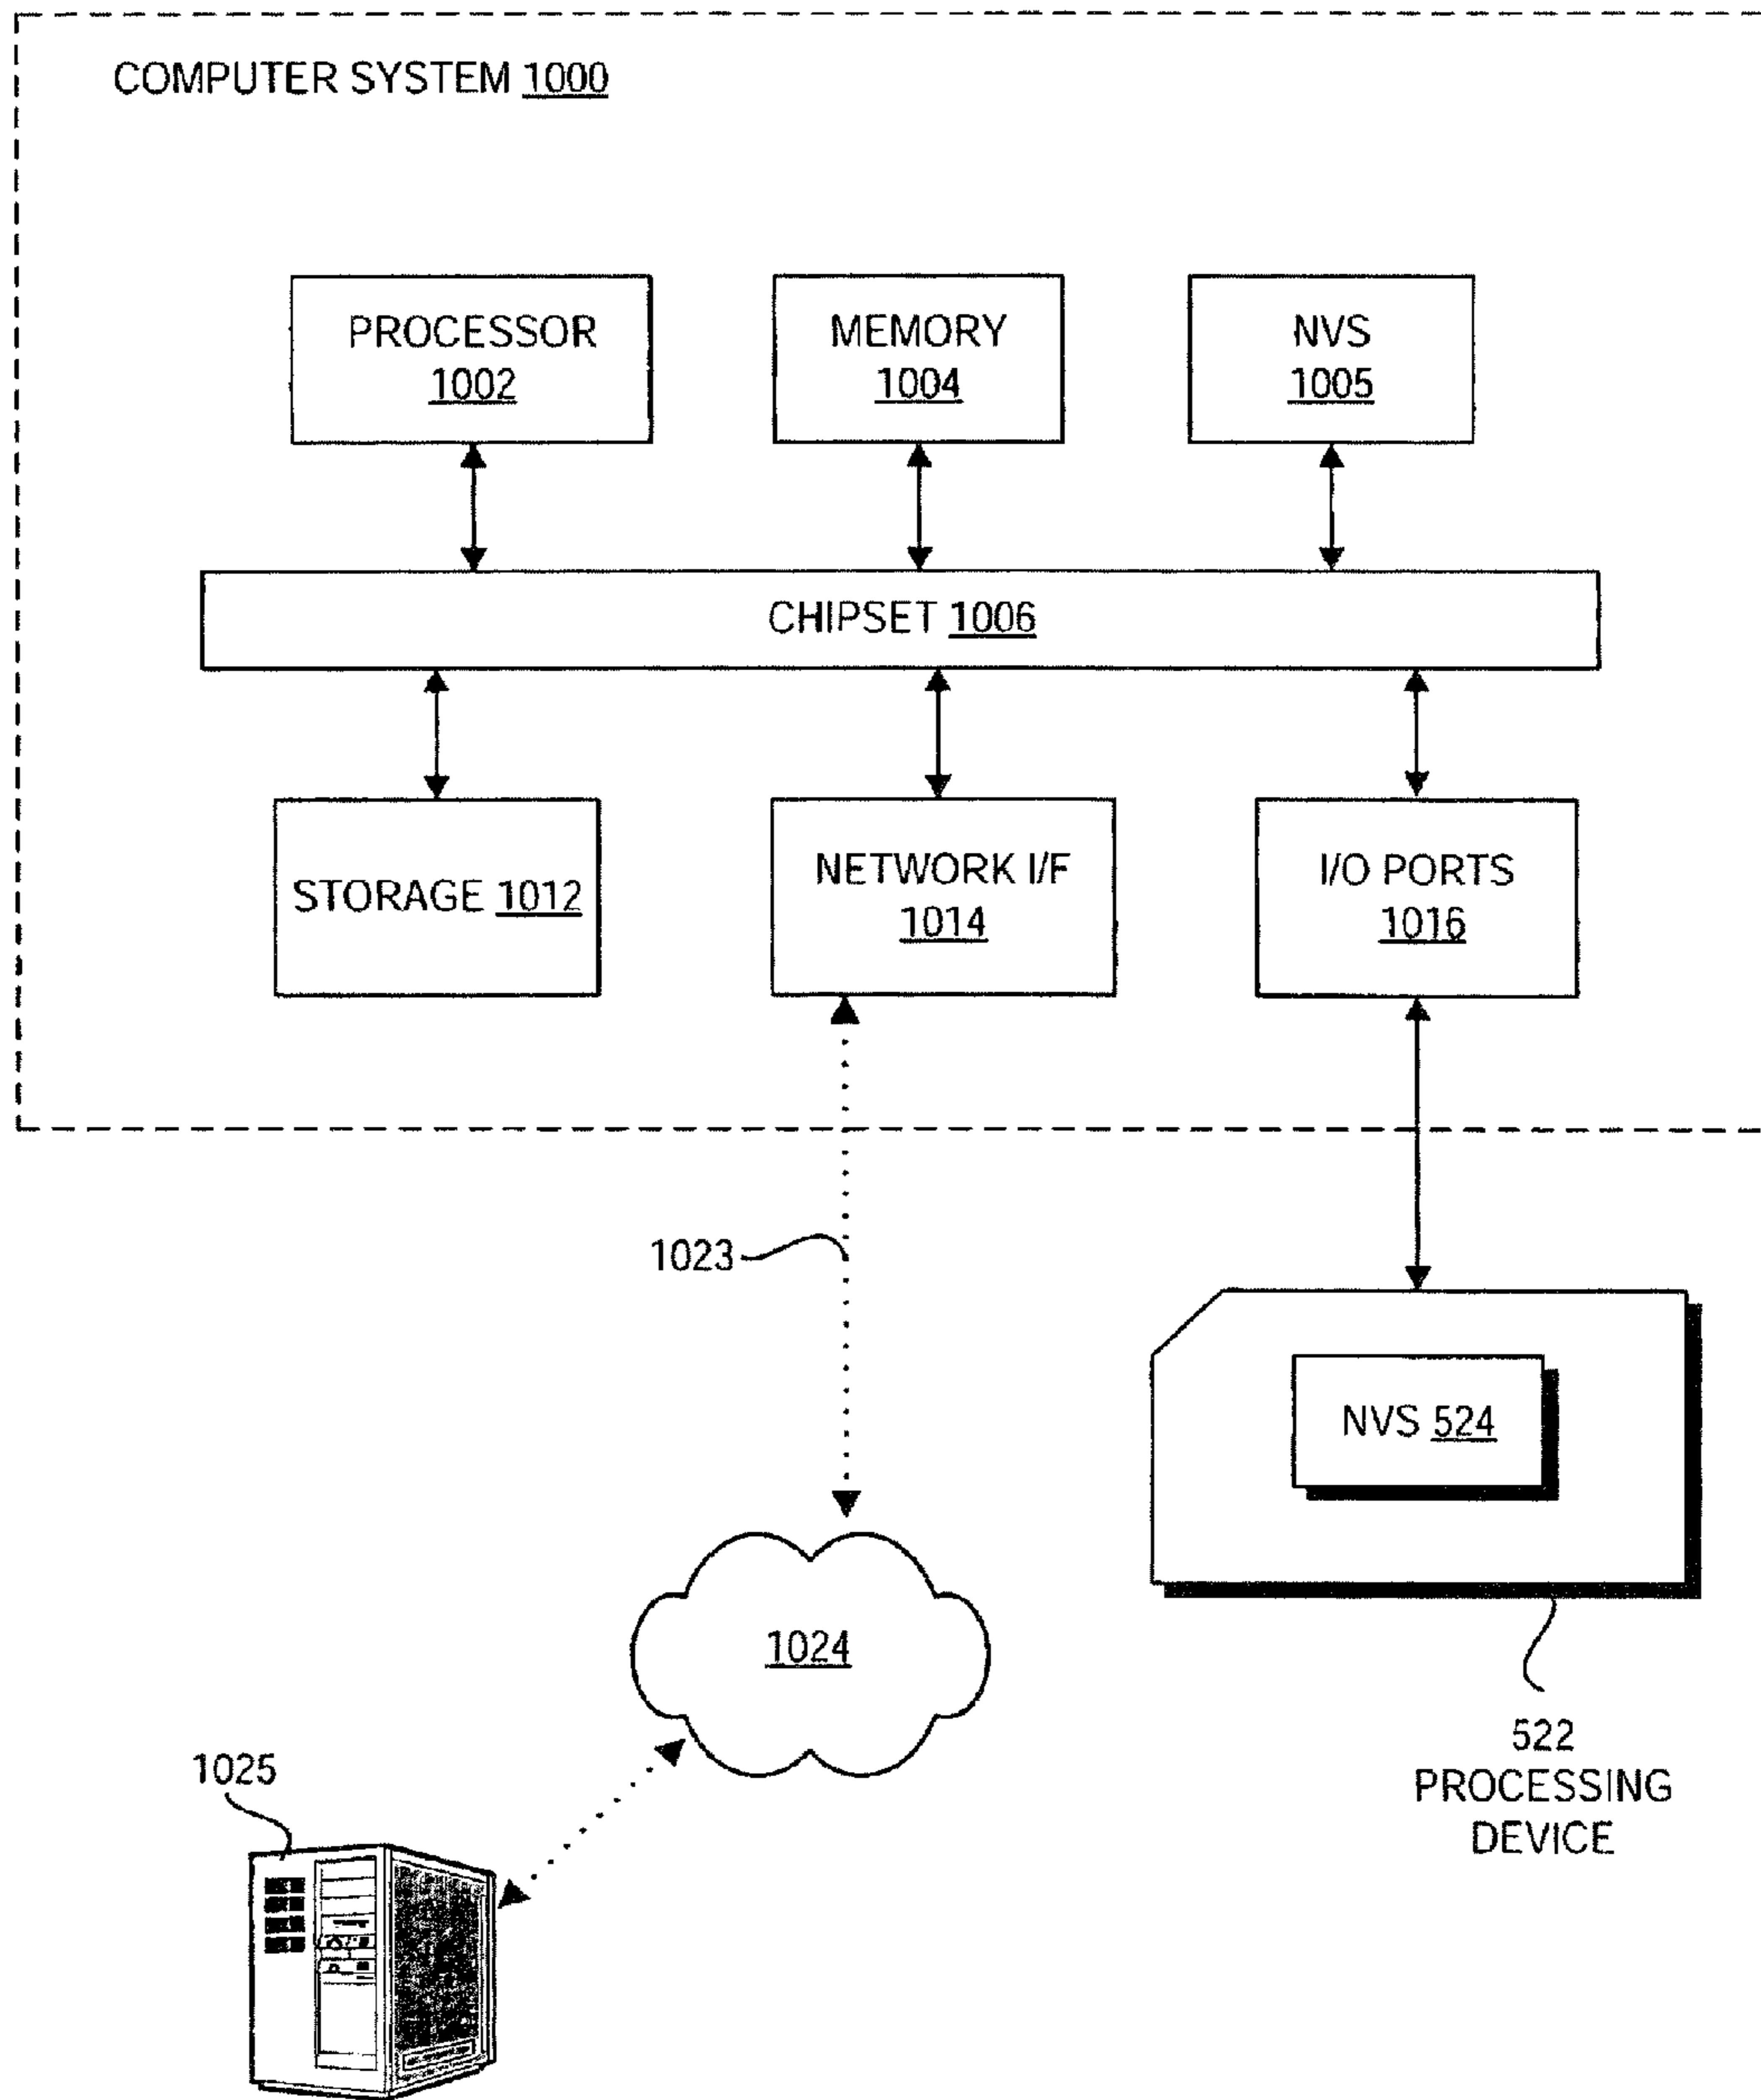 COMPUTER SYSTEM 1000
PROCESSOR
1002
MEMORY
1004
NVS
1005
CHIPSET 1006
STORAGE 1012
NETWORK I/F
1014
I/O PORTS
1016
1023
NVS 524
1024
522
PROCESSING
DEVICE
1025